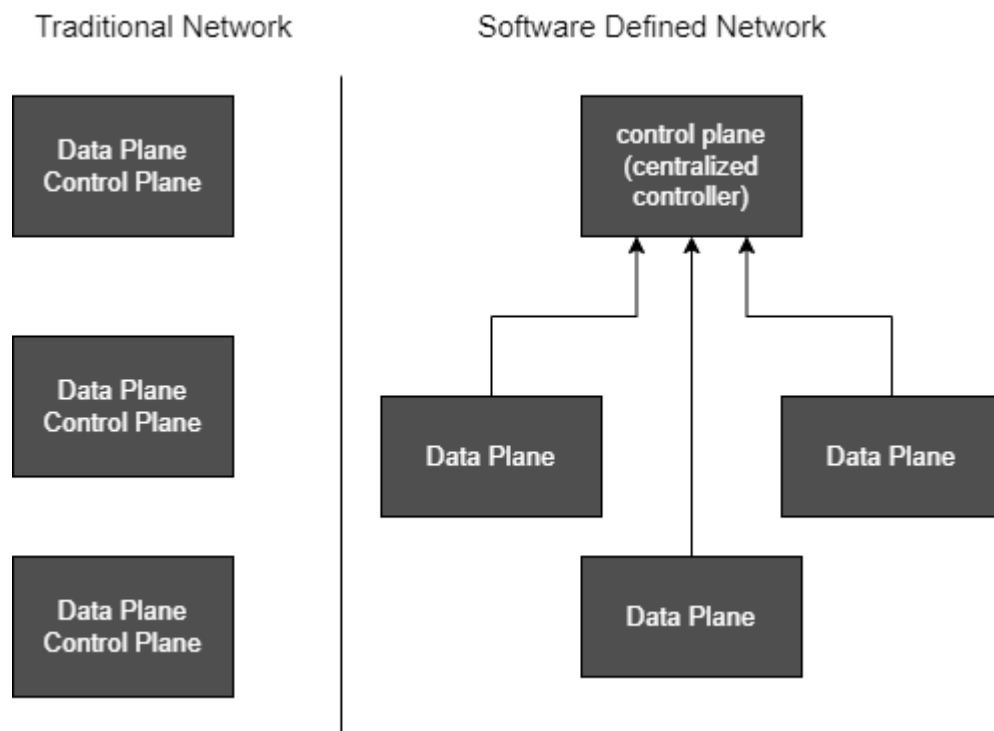 Traditional Network
Data Plane
Control Plane
Data Plane
Control Plane
Data Plane
Control Plane
Software Defined Network
control plane
(centralized
controller)
Data Plane
Data Plane
Data Plane